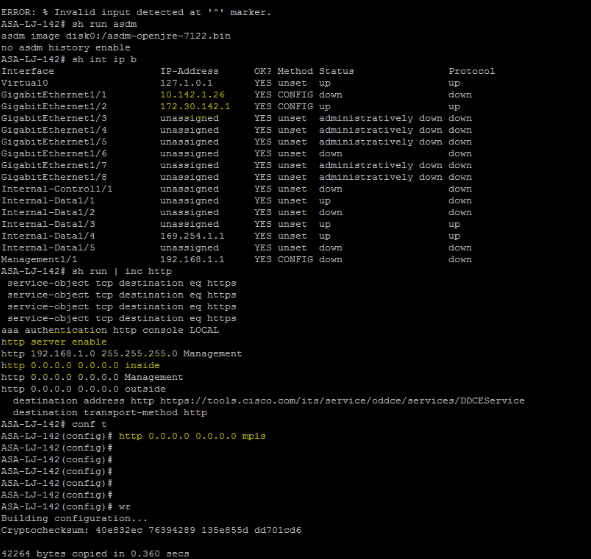 ERROR: % Invalid input detected at '^' marker.
ASA-LJ-142# sh run asdm
asdm image disk0:/asdm-openjre-7122.bin
no asdm history enable
ASA-LJ-142# sh int ip b
Interface IP-Address OK? Method Status Protocol
Virtual0 127.1.0.1 YES unset up up
GigabitEthernet1/1 10.142.1.26 YES CONFIG down down
GigabitEthernet1/2 172.30.142.1 YES CONFIG up up
GigabitEthernet1/3 unassigned YES unset administratively down down
GigabitEthernet1/4 unassigned YES unset administratively down down
GigabitEthernet1/5 unassigned YES unset administratively down down
GigabitEthernet1/6 unassigned YES unset down down
GigabitEthernet1/7 unassigned YES unset administratively down down
GigabitEthernet1/8 unassigned YES unset administratively down down
Internal-Control1/1 unassigned YES unset down down
Internal-Data1/1 unassigned YES unset up down
Internal-Data1/2 unassigned YES unset down down
Internal-Data1/3 unassigned YES unset up up
Internal-Data1/4 169.254.1.1 YES unset up up
Internal-Data1/5 unassigned YES unset down down
Management1/1 192.168.1.1 YES CONFIG down down
ASA-LJ-142# sh run | inc http
service-object tcp destination eq https
service-object tcp destination eq https
service-object tcp destination eq https
service-object tcp destination eq https
aaa authentication http console LOCAL
http server enable
http 192.168.1.0 255.255.255.0 Management
http 0.0.0.0 0.0.0.0 inside
http 0.0.0.0 0.0.0.0 Management
http 0.0.0.0 0.0.0.0 outside
destination address http https://tools.cisco.com/its/service/oddce/services/DDCEService
destination transport-method http
ASA-LJ-142# conf t
ASA-LJ-142(config)# http 0.0.0.0 0.0.0.0 mpls
ASA-LJ-142(config)#
ASA-LJ-142(config)#
ASA-LJ-142(config)#
ASA-LJ-142(config)#
ASA-LJ-142(config)# wr
Building configuration...
Cryptochecksum: 40e832ec 76394289 135e855d dd701cd6
42264 bytes copied in 0.360 secs